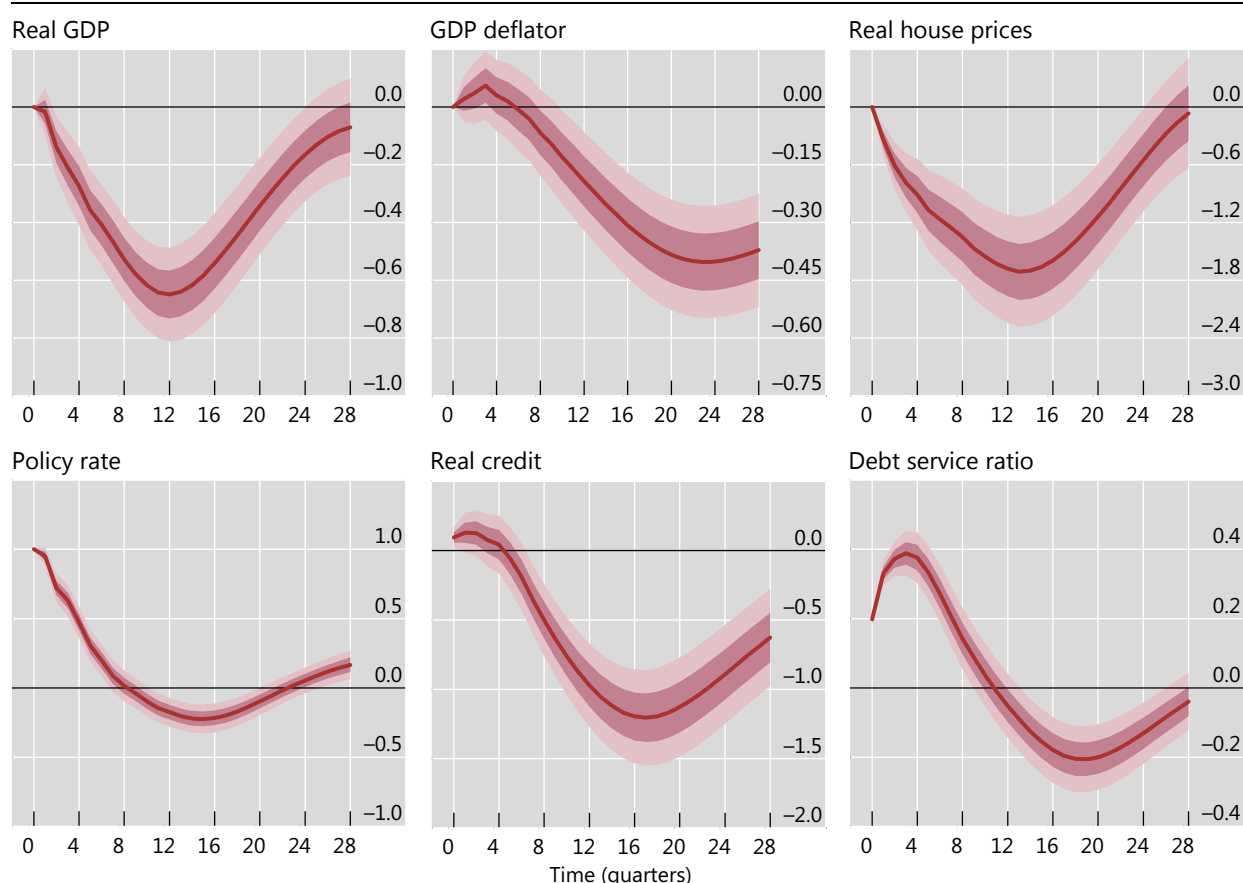 Real GDP
0.0
–0.2
–0.4
–0.6
–0.8
–1.0
0 4 8 12 16 20 24 28
GDP deflator
0.00
–0.15
–0.30
–0.45
–0.60
–0.75
0 4 8 12 16 20 24 28
Real house prices
0.0
–0.6
–1.2
–1.8
–2.4
–3.0
0 4 8 12 16 20 24 28
Policy rate
1.0
0.5
0.0
–0.5
–1.0
0 4 8 12 16 20 24 28
Real credit
0.0
–0.5
–1.0
–1.5
–2.0
0 4 8 12 16 20 24 28
Time (quarters)
Debt service ratio
0.4
0.2
0.0
–0.2
–0.4
0 4 8 12 16 20 24 28